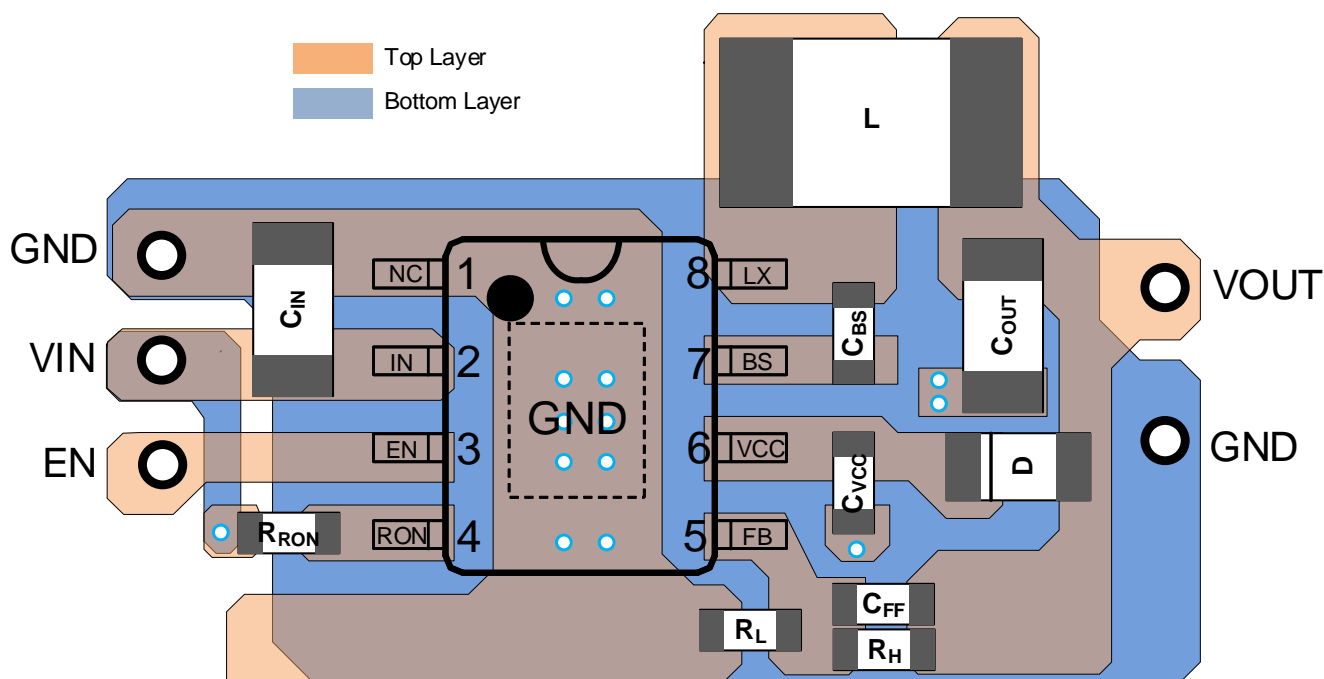 Top Layer
Bottom Layer
L
GND
VIN
EN
CIN
NC
IN
EN
RON
1
2
3
4
GND
8
7
6
5
LX
BS
VCC
FB
CBS
COUT
CVCC
D
VOUT
GND
RRON
RL
CFF
RH